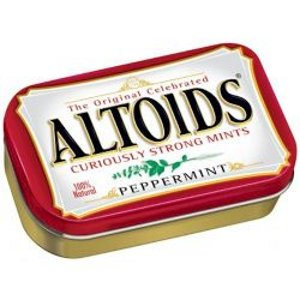 The Original Celebrated
ALTOIDS®
CURIOUSLY STRONG MINTS
100%
Natural
PEPPERMINT